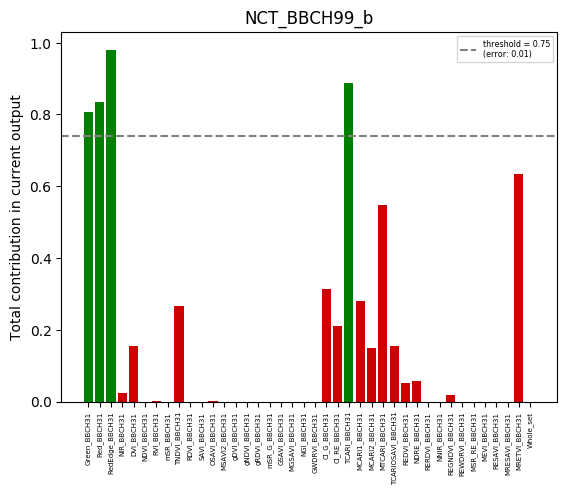 NCT_BBCH99_b
threshold = 0.75
(error: 0.01)
Total contribution in current output
1.0
0.8
0.6
0.4
0.2
0.0
Green_BBCH31
Red_BBCH31
RedEdge_BBCH31
NIR_BBCH31
DVI_BBCH31
NDVI_BBCH31
RVI_BBCH31
mSR_BBCH31
TNDVI_BBCH31
RDVI_BBCH31
SAVI_BBCH31
OSAVI_BBCH31
MSAVI2_BBCH31
gDVI_BBCH31
gNDVI_BBCH31
gRDVI_BBCH31
mSR_G_BBCH31
GSAVI_BBCH31
MGSAVI_BBCH31
NGI_BBCH31
GWDRVI_BBCH31
CI_G_BBCH31
CI_RE_BBCH31
TCARI_BBCH31
MCARI1_BBCH31
MCARI2_BBCH31
MTCARI_BBCH31
TCARIOSAVI_BBCH31
REDVI_BBCH31
NDRE_BBCH31
RERDVI_BBCH31
NNIR_BBCH31
REGNDVI_BBCH31
REWDRVI_BBCH31
MSR_RE_BBCH31
MEVI_BBCH31
RESAVI_BBCH31
MRESAVI_BBCH31
MRETVI_BBCH31
Whole_set